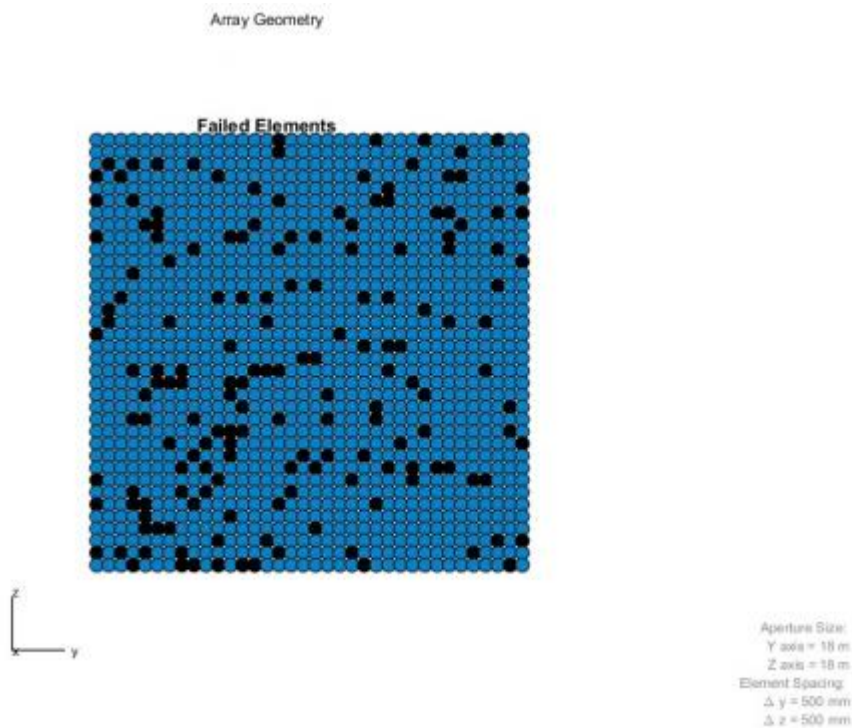 Array Geometry
Failed Elements
z
x
y
Aperture Size:
Y axis = 18 m
Z axis = 18 m
Element Spacing:
Δ y = 500 mm
Δ z = 500 mm